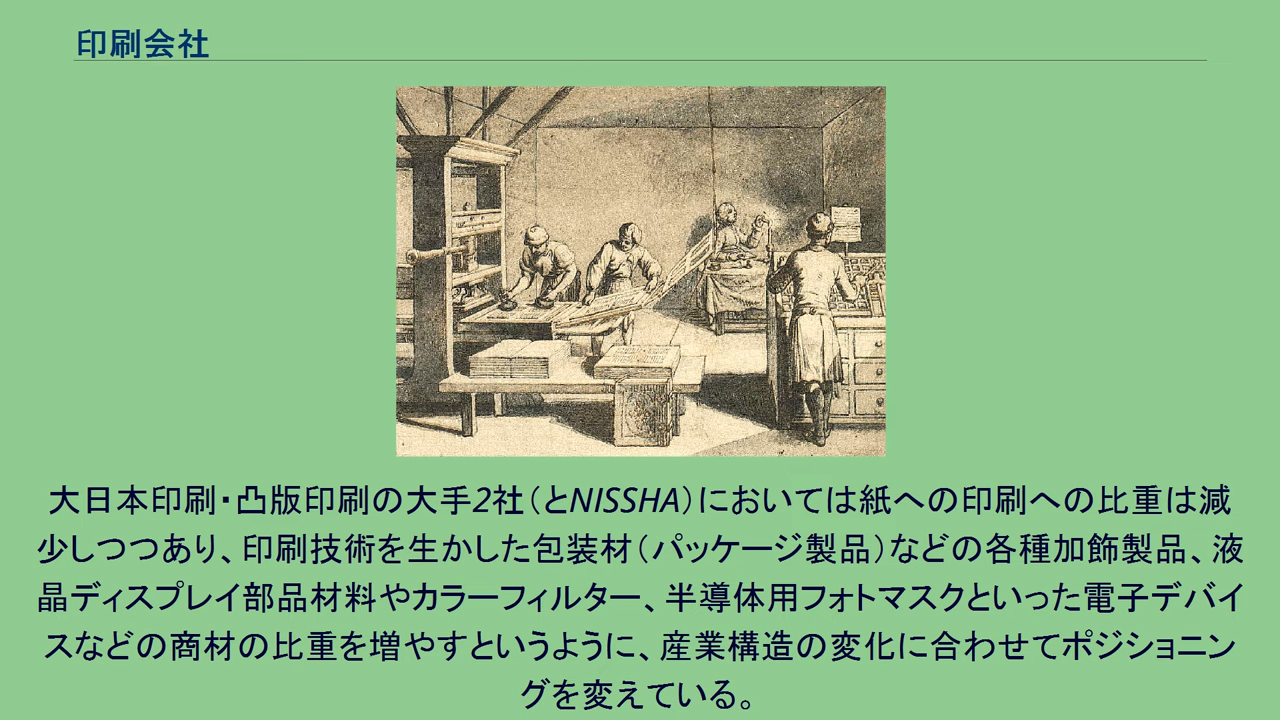 印刷会社
大日本印刷・凸版印刷の大手2社（とNISSHA）においては紙への印刷への比重は減
少しつつあり、印刷技術を生かした包装材（パッケージ製品）などの各種加飾製品、液
晶ディスプレイ部品材料やカラーフィルター、半導体用フォトマスクといった電子デバイ
スなどの商材の比重を増やすというように、産業構造の変化に合わせてポジショニン
グを変えている。